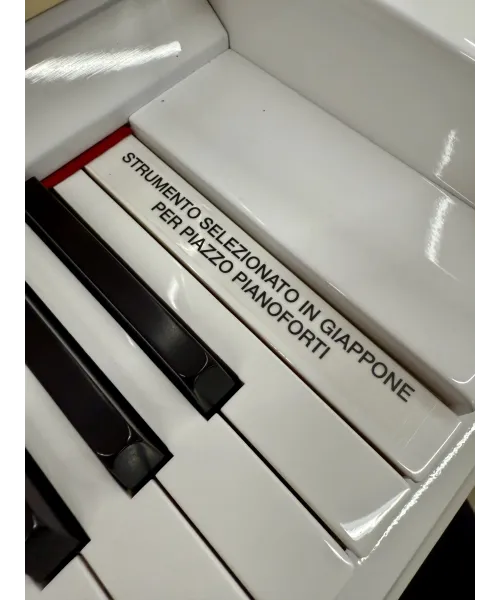 STRUMENTO SELEZIONATO IN GIAPPONE
PER PIAZZO PIANOFORTI